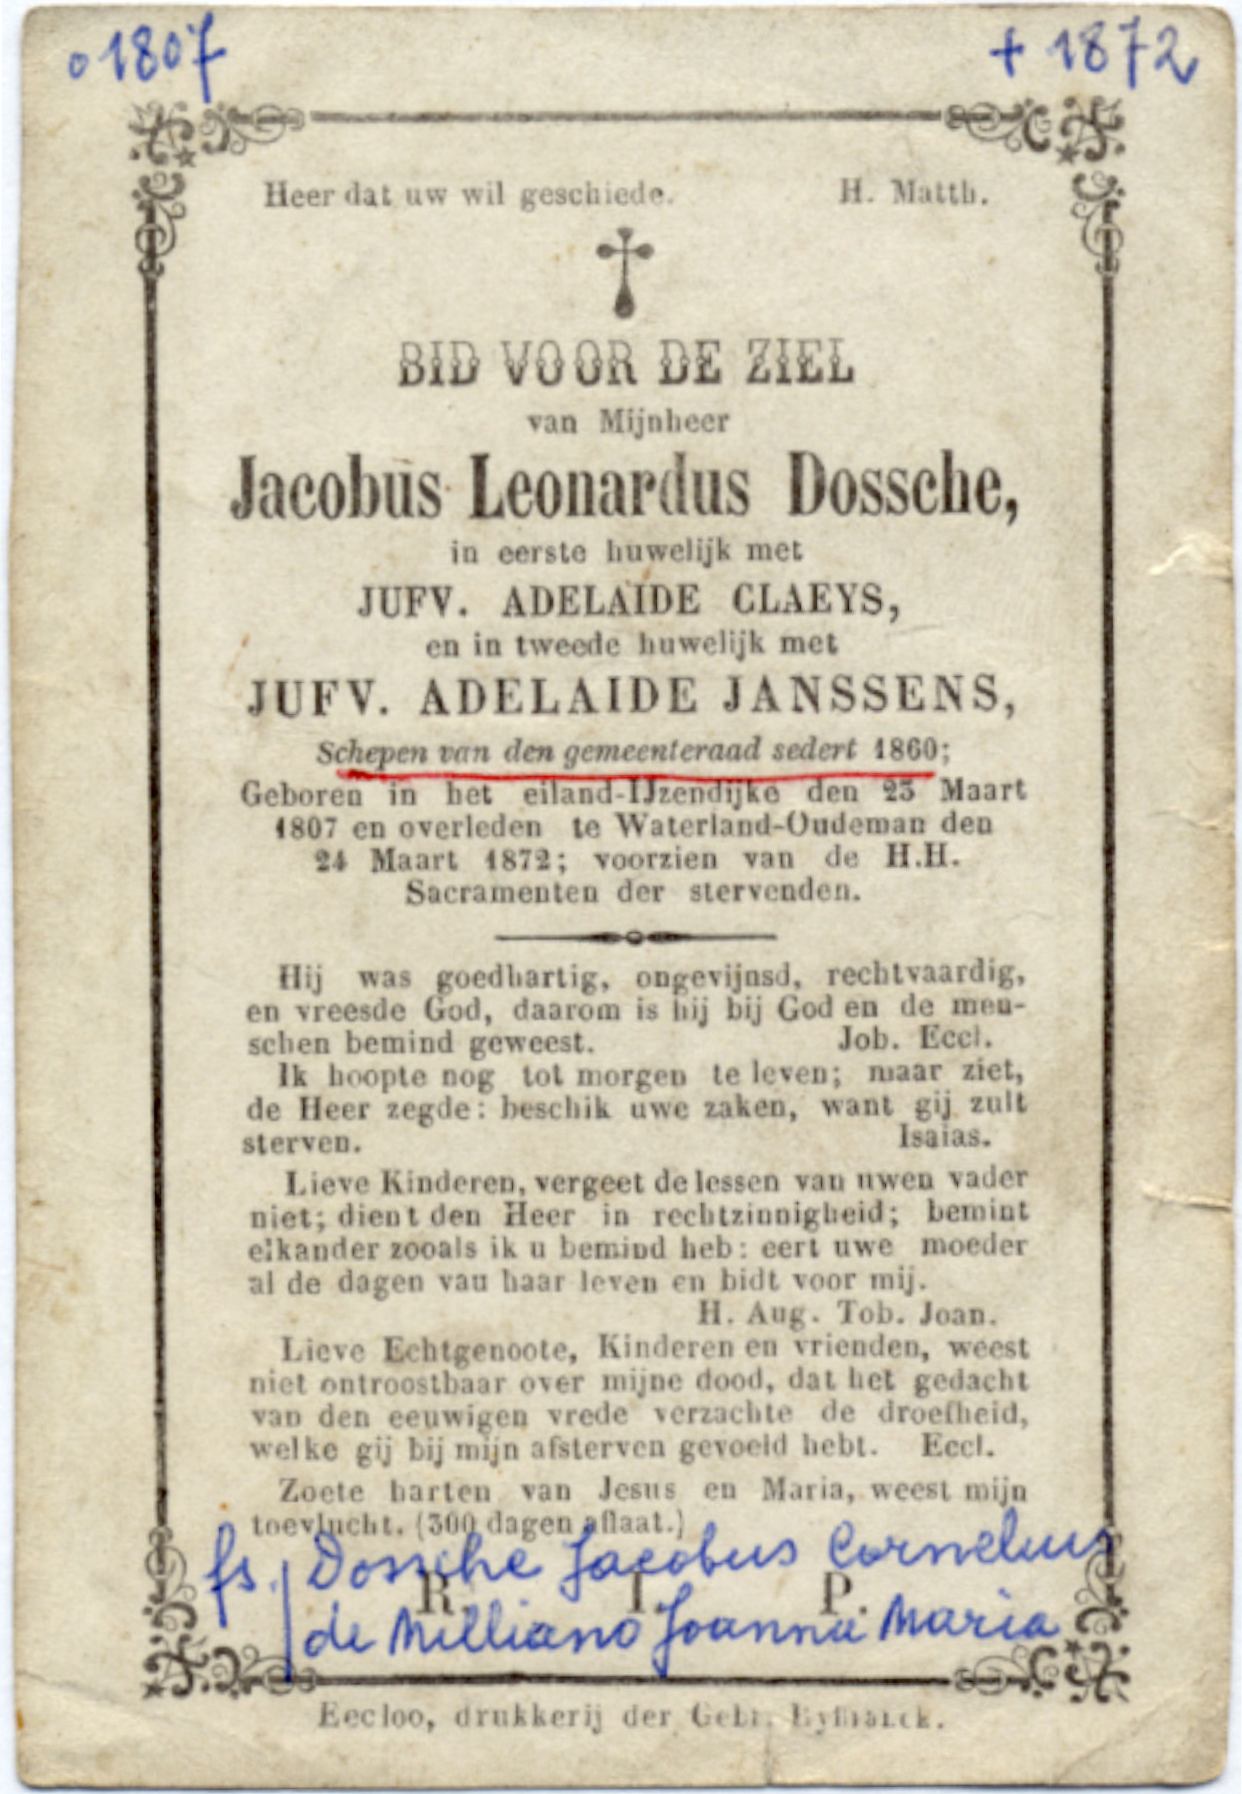 o 1807 + 1872
Heer dat uw wil geschiede. H. Matth.
BID VOOR DE ZIEL
van Mijnheer
Jacobus Leonardus Dossche,
in eerste huwelijk met
JUFV. ADELAÏDE CLAEYS,
en in tweede huwelijk met
JUFV. ADELAIDE JANSSENS,
Schepen van den gemeenteraad sedert 1860;
Geboren in het eiland-IJzendijke den 23 Maart
1807 en overleden te Waterland-Oudeman den
24 Maart 1872; voorzien van de H.H.
Sacramenten der stervenden.
Hij was goedhartig, ongevijnsd, rechtvaardig,
en vreesde God, daarom is hij bij God en de men-
schen bemind geweest. Job. Eccl.
Ik hoopte nog tot morgen te leven; maar ziet,
de Heer zegde: beschik uwe zaken, want gij zult
sterven. Isaias.
Lieve Kinderen, vergeet de lessen van uwen vader
niet; dient den Heer in rechtzinnigheid; bemint
elkander zooals ik u bemind heb: eert uwe moeder
al de dagen van haar leven en bidt voor mij.
H. Aug. Tob. Joan.
Lieve Echtgenoote, Kinderen en vrienden, weest
niet ontroostbaar over mijne dood, dat het gedacht
van den eeuwigen vrede verzachte de droefheid,
welke gij bij mijn afsterven gevoeld hebt. Eccl.
Zoete harten van Jesus en Maria, weest mijn
toevlucht. (300 dagen aflaat.)
fs. Dossche Jacobus Cornelius
R. I. P.
de Milliano Joanna Maria
Eecloo, drukkerij der Gebr.